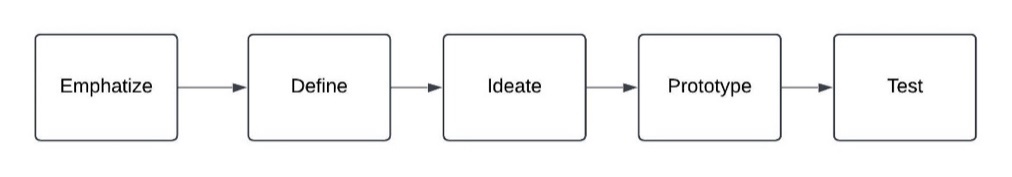 Emphatize
Define
Ideate
Prototype
Test